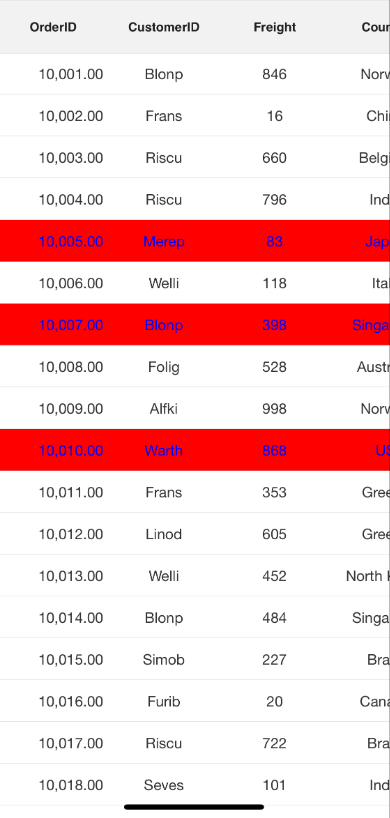 OrderID CustomerID Freight Coun
10,001.00 Blonp 846 Norw
10,002.00 Frans 16 Chi
10,003.00 Riscu 660 Belgi
10,004.00 Riscu 796 Ind
10,005.00 Merep 83 Jap
10,006.00 Welli 118 Ita
10,007.00 Blonp 398 Singa
10,008.00 Folig 528 Austr
10,009.00 Alfki 998 Norw
10,010.00 Warth 868 US
10,011.00 Frans 353 Gree
10,012.00 Linod 605 Gree
10,013.00 Welli 452 North
10,014.00 Blonp 484 Singa
10,015.00 Simob 227 Bra
10,016.00 Furib 20 Cana
10,017.00 Riscu 722 Bra
10,018.00 Seves 101 Ind